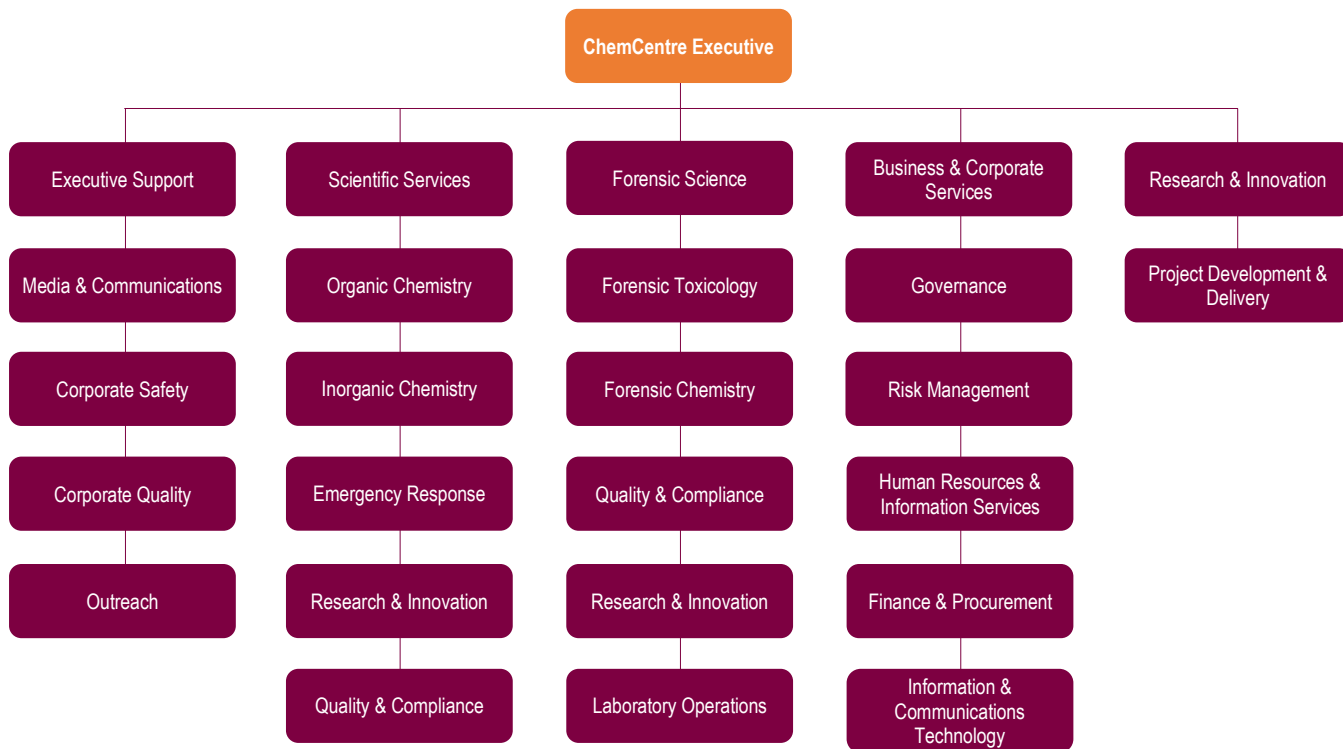 ChemCentre Executive
Executive Support
Scientific Services
Forensic Science
Business & Corporate
Services
Research & Innovation
Media & Communications
Organic Chemistry
Forensic Toxicology
Governance
Project Development &
Delivery
Corporate Safety
Inorganic Chemistry
Forensic Chemistry
Risk Management
Corporate Quality
Emergency Response
Quality & Compliance
Human Resources &
Information Services
Outreach
Research & Innovation
Research & Innovation
Finance & Procurement
Quality & Compliance
Laboratory Operations
Information &
Communications
Technology